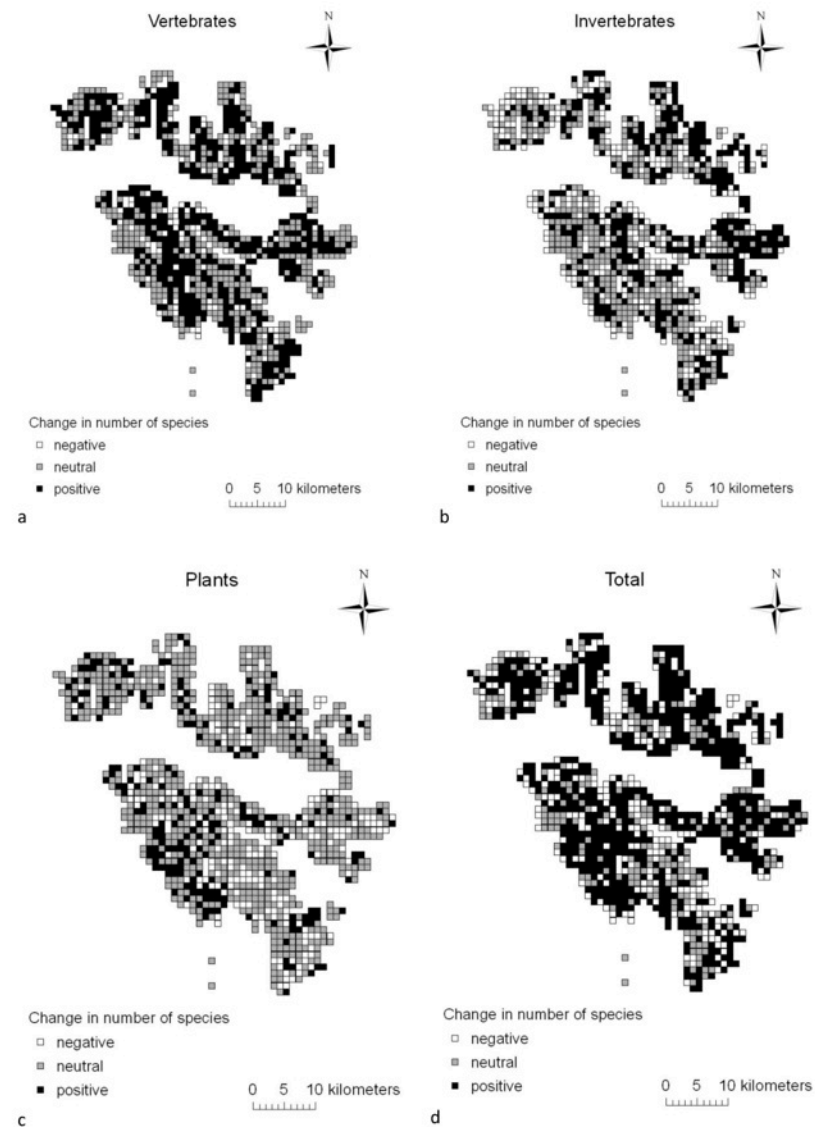 Vertebrates
N
Change in number of species
negative
neutral
positive
0 5 10 kilometers
a
Invertebrates
N
Change in number of species
negative
neutral
positive
0 5 10 kilometers
b
Plants
N
Change in number of species
negative
neutral
positive
0 5 10 kilometers
c
Total
N
Change in number of species
negative
neutral
positive
0 5 10 kilometers
d